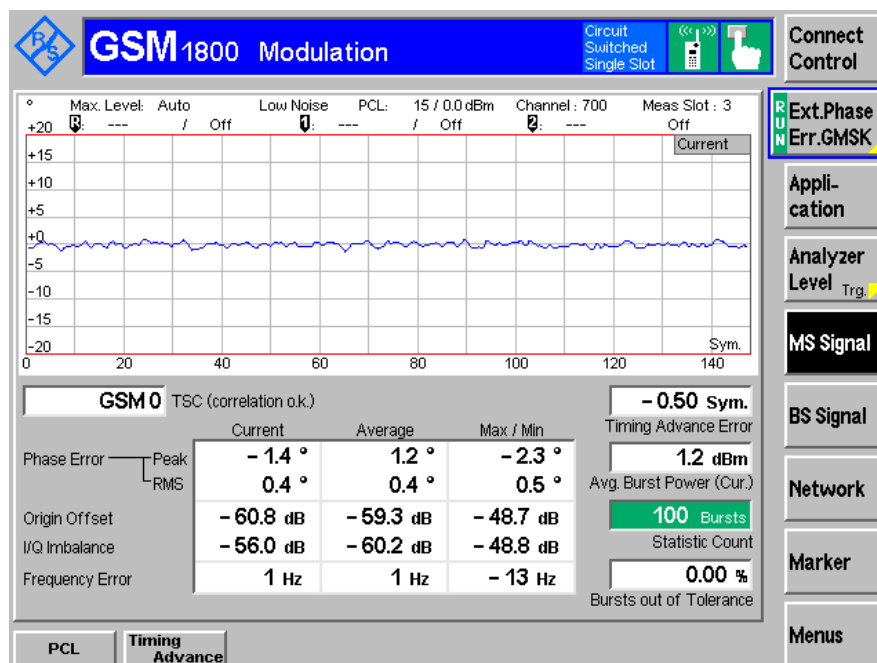 R/S
GSM 1800 Modulation
Circuit Switched Single Slot
Connect Control
° Max. Level: Auto Low Noise PCL: 15 / 0.0 dBm Channel : 700 Meas Slot : 3
R: --- / Off 1: --- / Off 2: --- Off
RUN Ext.Phase Err.GMSK
Current
+20
+15
+10
+5
+0
-5
-10
-15
-20
Sym.
0 20 40 60 80 100 120 140
Appli-
cation
Analyzer
Level Trg.
MS Signal
BS Signal
Network
Marker
Menus
GSM 0 TSC (correlation o.k.)
- 0.50 Sym.
Timing Advance Error
Current Average Max / Min
Phase Error Peak - 1.4 ° 1.2 ° - 2.3 °
RMS 0.4 ° 0.4 ° 0.5 °
1.2 dBm
Avg. Burst Power (Cur.)
Origin Offset - 60.8 dB - 59.3 dB - 48.7 dB
100 Bursts
Statistic Count
I/Q Imbalance - 56.0 dB - 60.2 dB - 48.8 dB
Frequency Error 1 Hz 1 Hz - 13 Hz
0.00 %
Bursts out of Tolerance
PCL
Timing
Advance